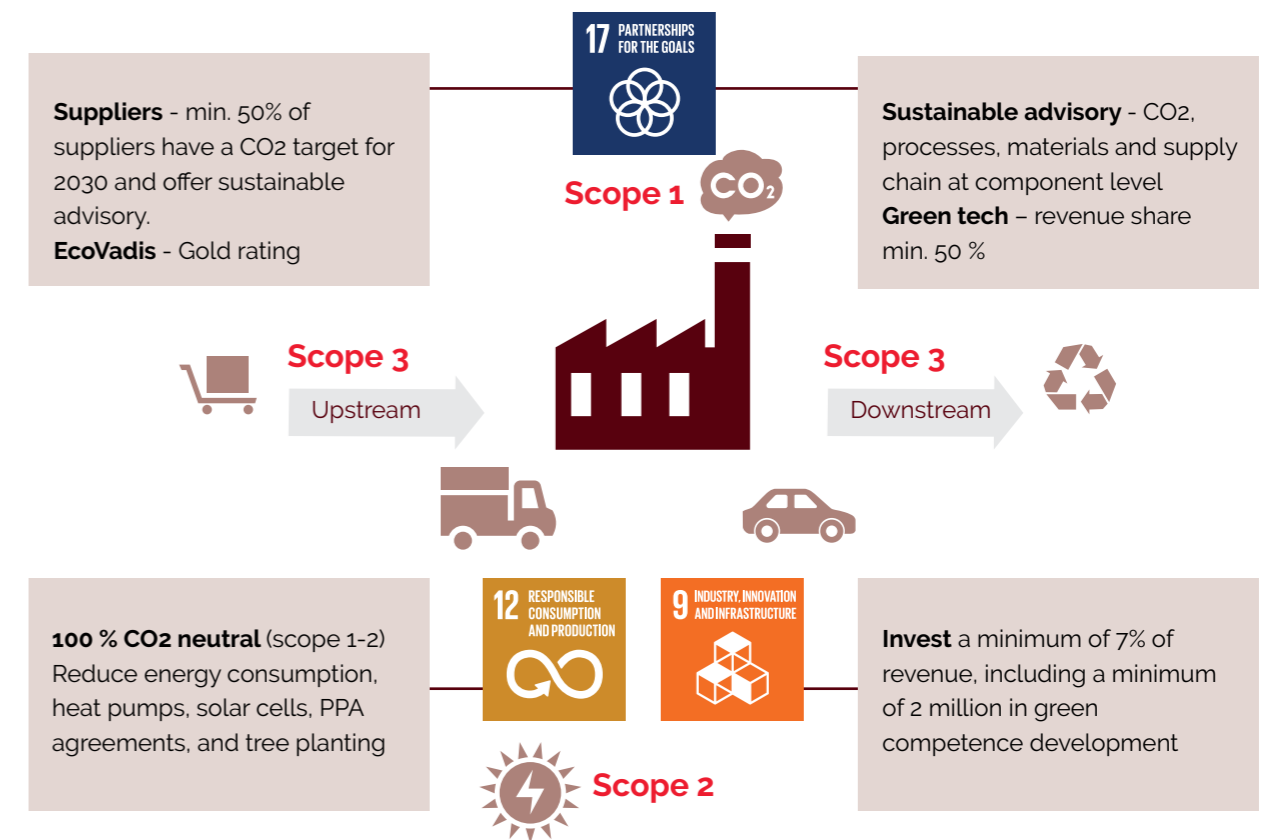 17 PARTNERSHIPS
FOR THE GOALS
Suppliers - min. 50% of
suppliers have a CO2 target for
2030 and offer sustainable
advisory.
EcoVadis - Gold rating
Sustainable advisory - CO2,
processes, materials and supply
chain at component level
Green tech – revenue share
min. 50 %
Scope 1
CO2
Scope 3
Upstream
Scope 3
Downstream
12 RESPONSIBLE
CONSUMPTION
AND PRODUCTION
9 INDUSTRY, INNOVATION
AND INFRASTRUCTURE
100 % CO2 neutral (scope 1-2)
Reduce energy consumption,
heat pumps, solar cells, PPA
agreements, and tree planting
Invest a minimum of 7% of
revenue, including a minimum
of 2 million in green
competence development
Scope 2